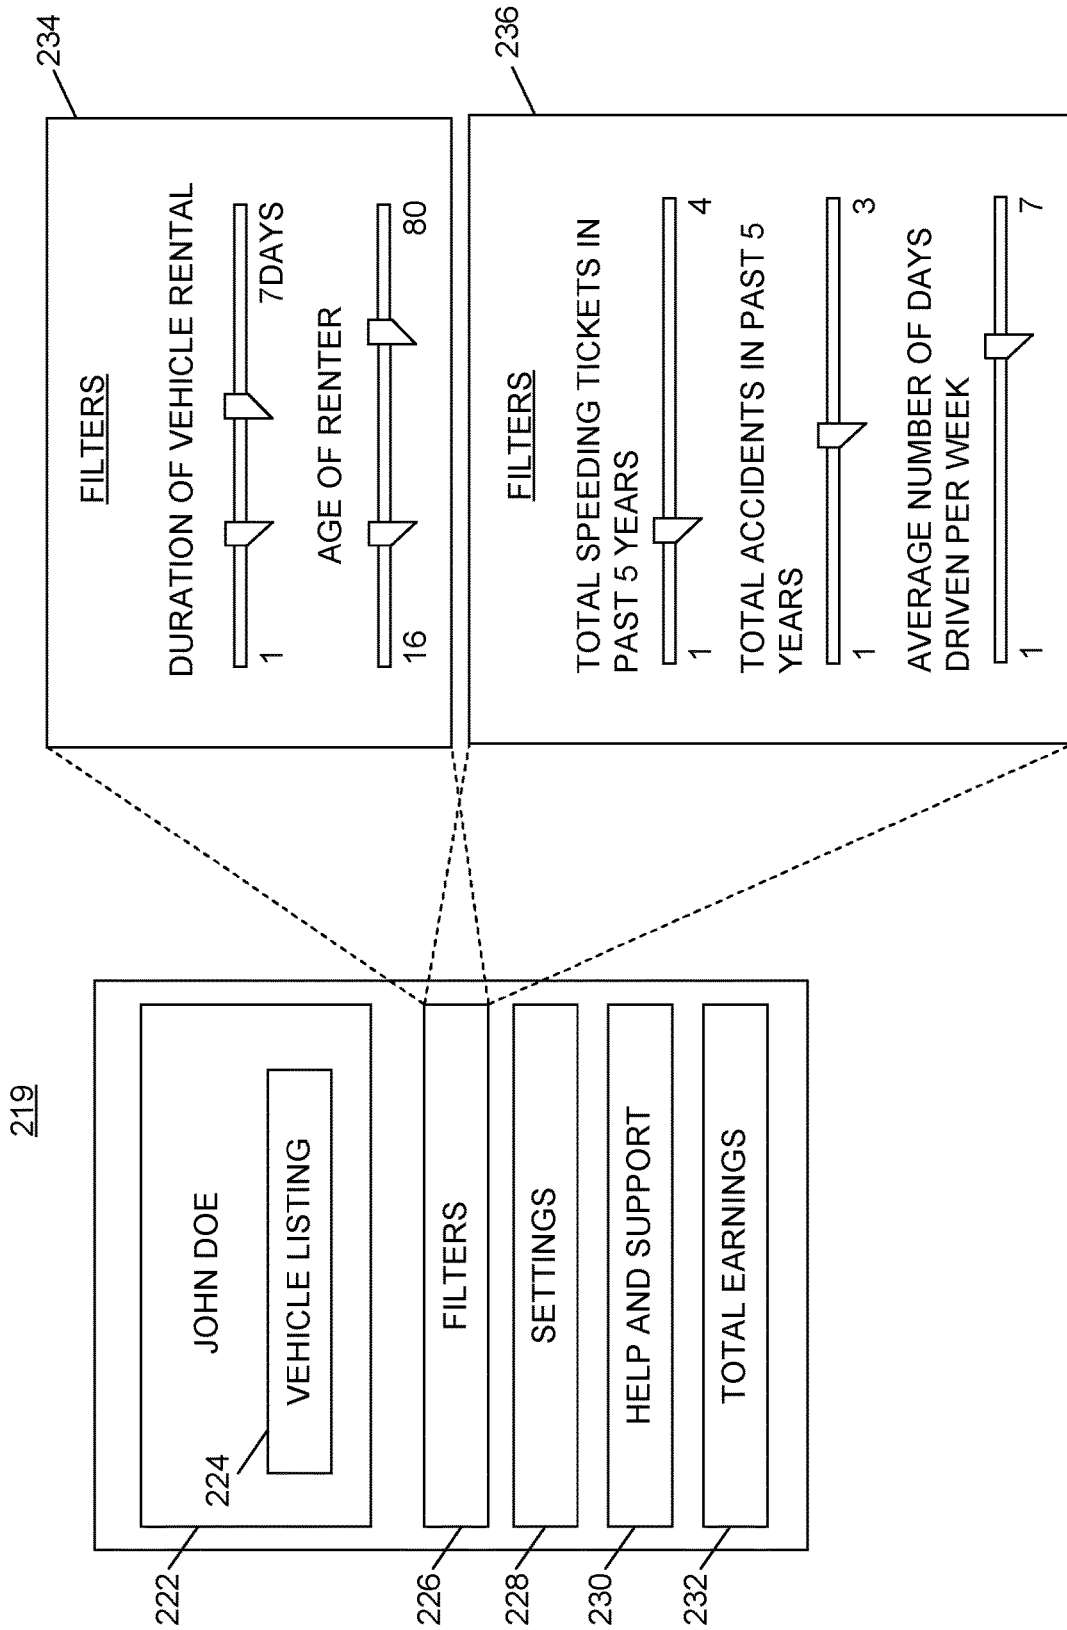 219
222
JOHN DOE
224
VEHICLE LISTING
226
FILTERS
228
SETTINGS
230
HELP AND SUPPORT
232
TOTAL EARNINGS
234
FILTERS
DURATION OF VEHICLE RENTAL
1
7DAYS
AGE OF RENTER
16
80
236
FILTERS
TOTAL SPEEDING TICKETS IN
PAST 5 YEARS
1
4
TOTAL ACCIDENTS IN PAST 5
YEARS
1
3
AVERAGE NUMBER OF DAYS
DRIVEN PER WEEK
1
7